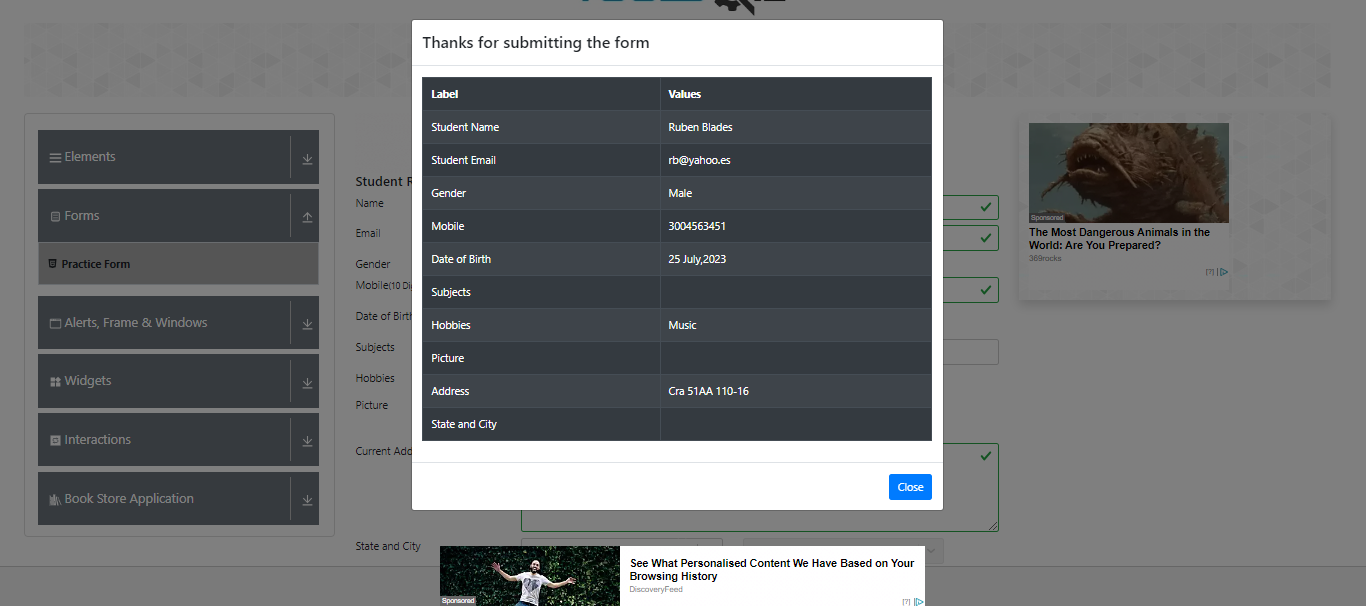 Thanks for submitting the form
Label Values
Student Name Ruben Blades
Student Email rb@yahoo.es
Gender Male
Mobile 3004563451
Date of Birth 25 July,2023
Subjects
Hobbies Music
Picture
Address Cra 51AA 110-16
State and City
Close
Elements
Forms
Practice Form
Alerts, Frame & Windows
Widgets
Interactions
Book Store Application
Student R
Name
Email
Gender
Mobile(10 Di
Date of Birth
Subjects
Hobbies
Picture
Current Add
State and City
Sponsored
The Most Dangerous Animals in the
World: Are You Prepared?
369rocks
[?]
Sponsored
See What Personalised Content We Have Based on Your
Browsing History
DiscoveryFeed
[?]